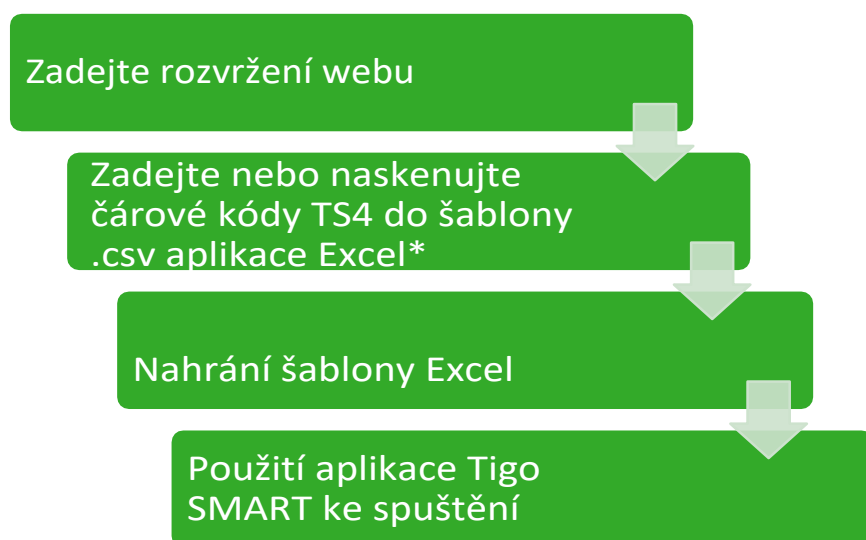 Zadejte rozvržení webu
Zadejte nebo naskenujte
čárové kódy TS4 do šablony
.csv aplikace Excel*
Nahrání šablony Excel
Použití aplikace Tigo
SMART ke spuštění